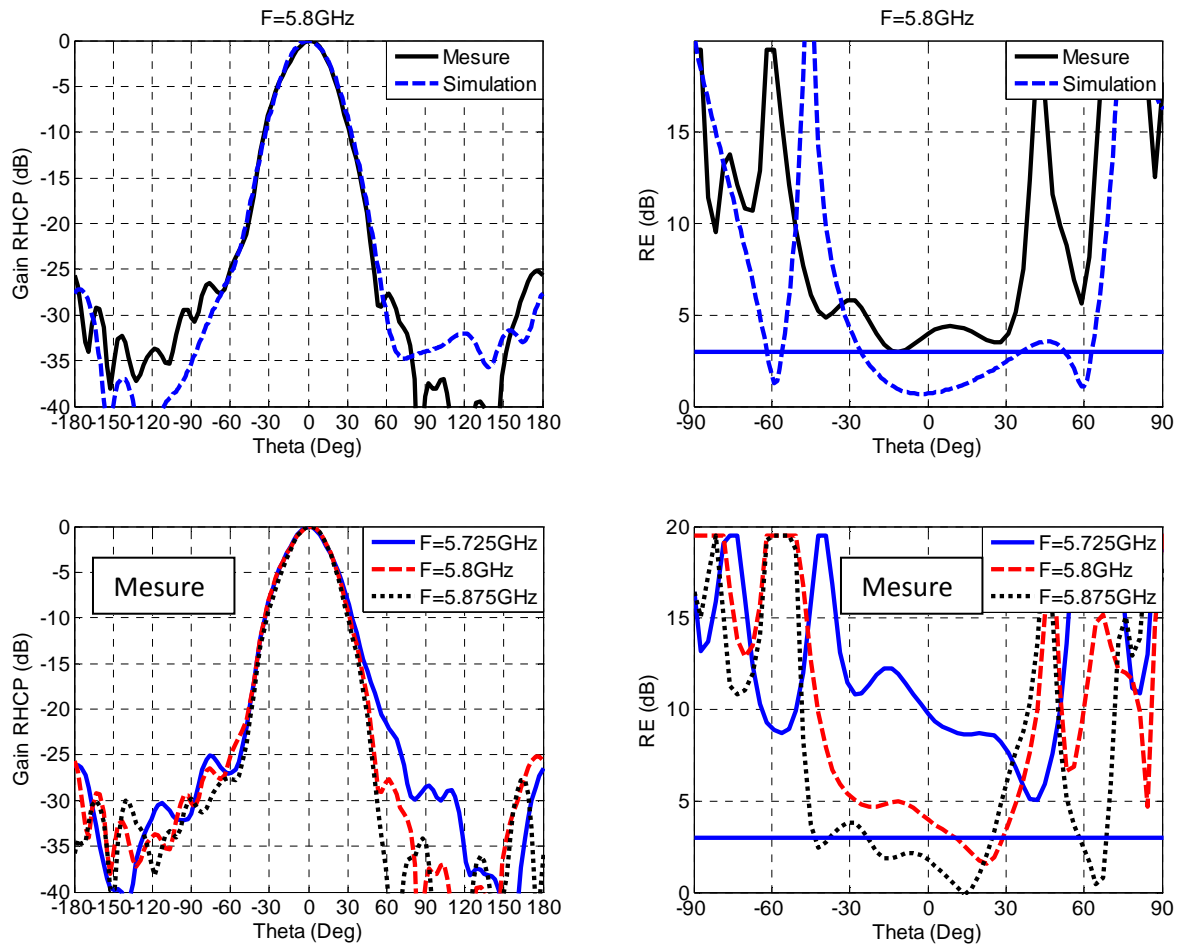 F=5.8GHz
Gain RHCP (dB)
0
-5
-10
-15
-20
-25
-30
-35
-40
-180 -150 -120 -90 -60 -30 0 30 60 90 120 150 180
Theta (Deg)
Mesure
Simulation
F=5.8GHz
RE (dB)
15
10
5
0
-90 -60 -30 0 30 60 90
Theta (Deg)
Mesure
Simulation
Gain RHCP (dB)
0
-5
-10
-15
-20
-25
-30
-35
-40
-180 -150 -120 -90 -60 -30 0 30 60 90 120 150 180
Theta (Deg)
Mesure
F=5.725GHz
F=5.8GHz
F=5.875GHz
RE (dB)
20
15
10
5
0
-90 -60 -30 0 30 60 90
Theta (Deg)
Mesure
F=5.725GHz
F=5.8GHz
F=5.875GHz